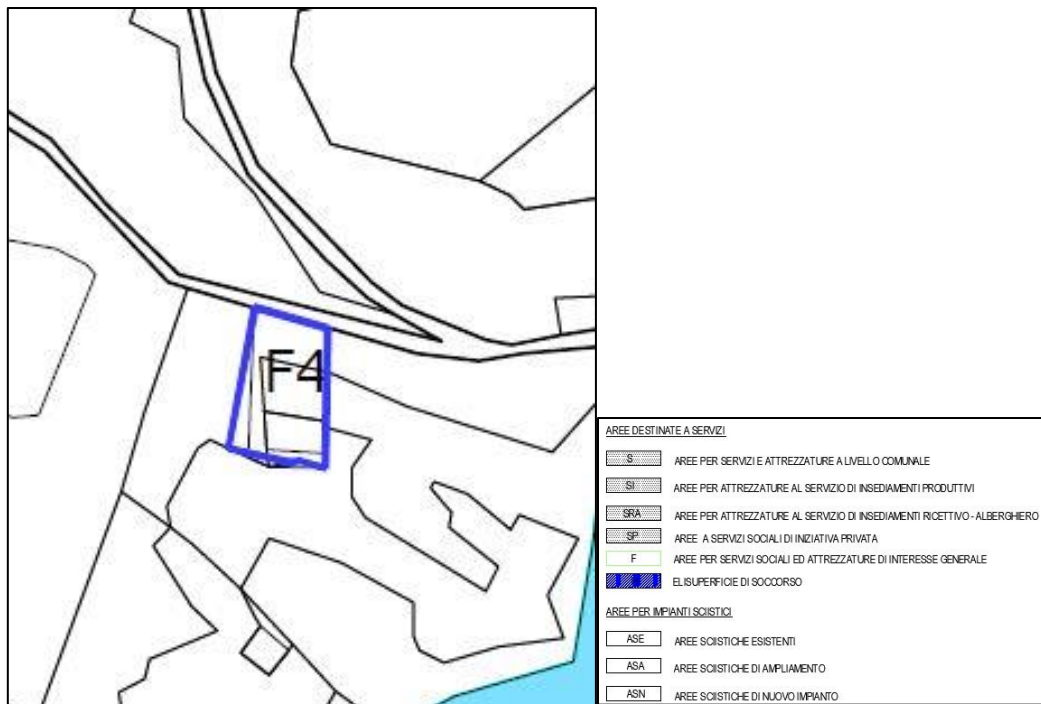 F4
AREE DESTINATE A SERVIZI
S AREE PER SERVIZI E ATTREZZATURE A LIVELLO COMUNALE
SI AREE PER ATTREZZATURE AL SERVIZIO DI INSEDIAMENTI PRODUTTIVI
SRA AREE PER ATTREZZATURE AL SERVIZIO DI INSEDIAMENTI RICETTIVO - ALBERGHIERO
SP AREE A SERVIZI SOCIALI DI INIZIATIVA PRIVATA
F AREE PER SERVIZI SOCIALI ED ATTREZZATURE DI INTERESSE GENERALE
ELISUPERFICIE DI SOCCORSO
AREE PER IMPIANTI SCIISTICI
ASE AREE SCIISTICHE ESISTENTI
ASA AREE SCIISTICHE DI AMPLIAMENTO
ASN AREE SCIISTICHE DI NUOVO IMPIANTO